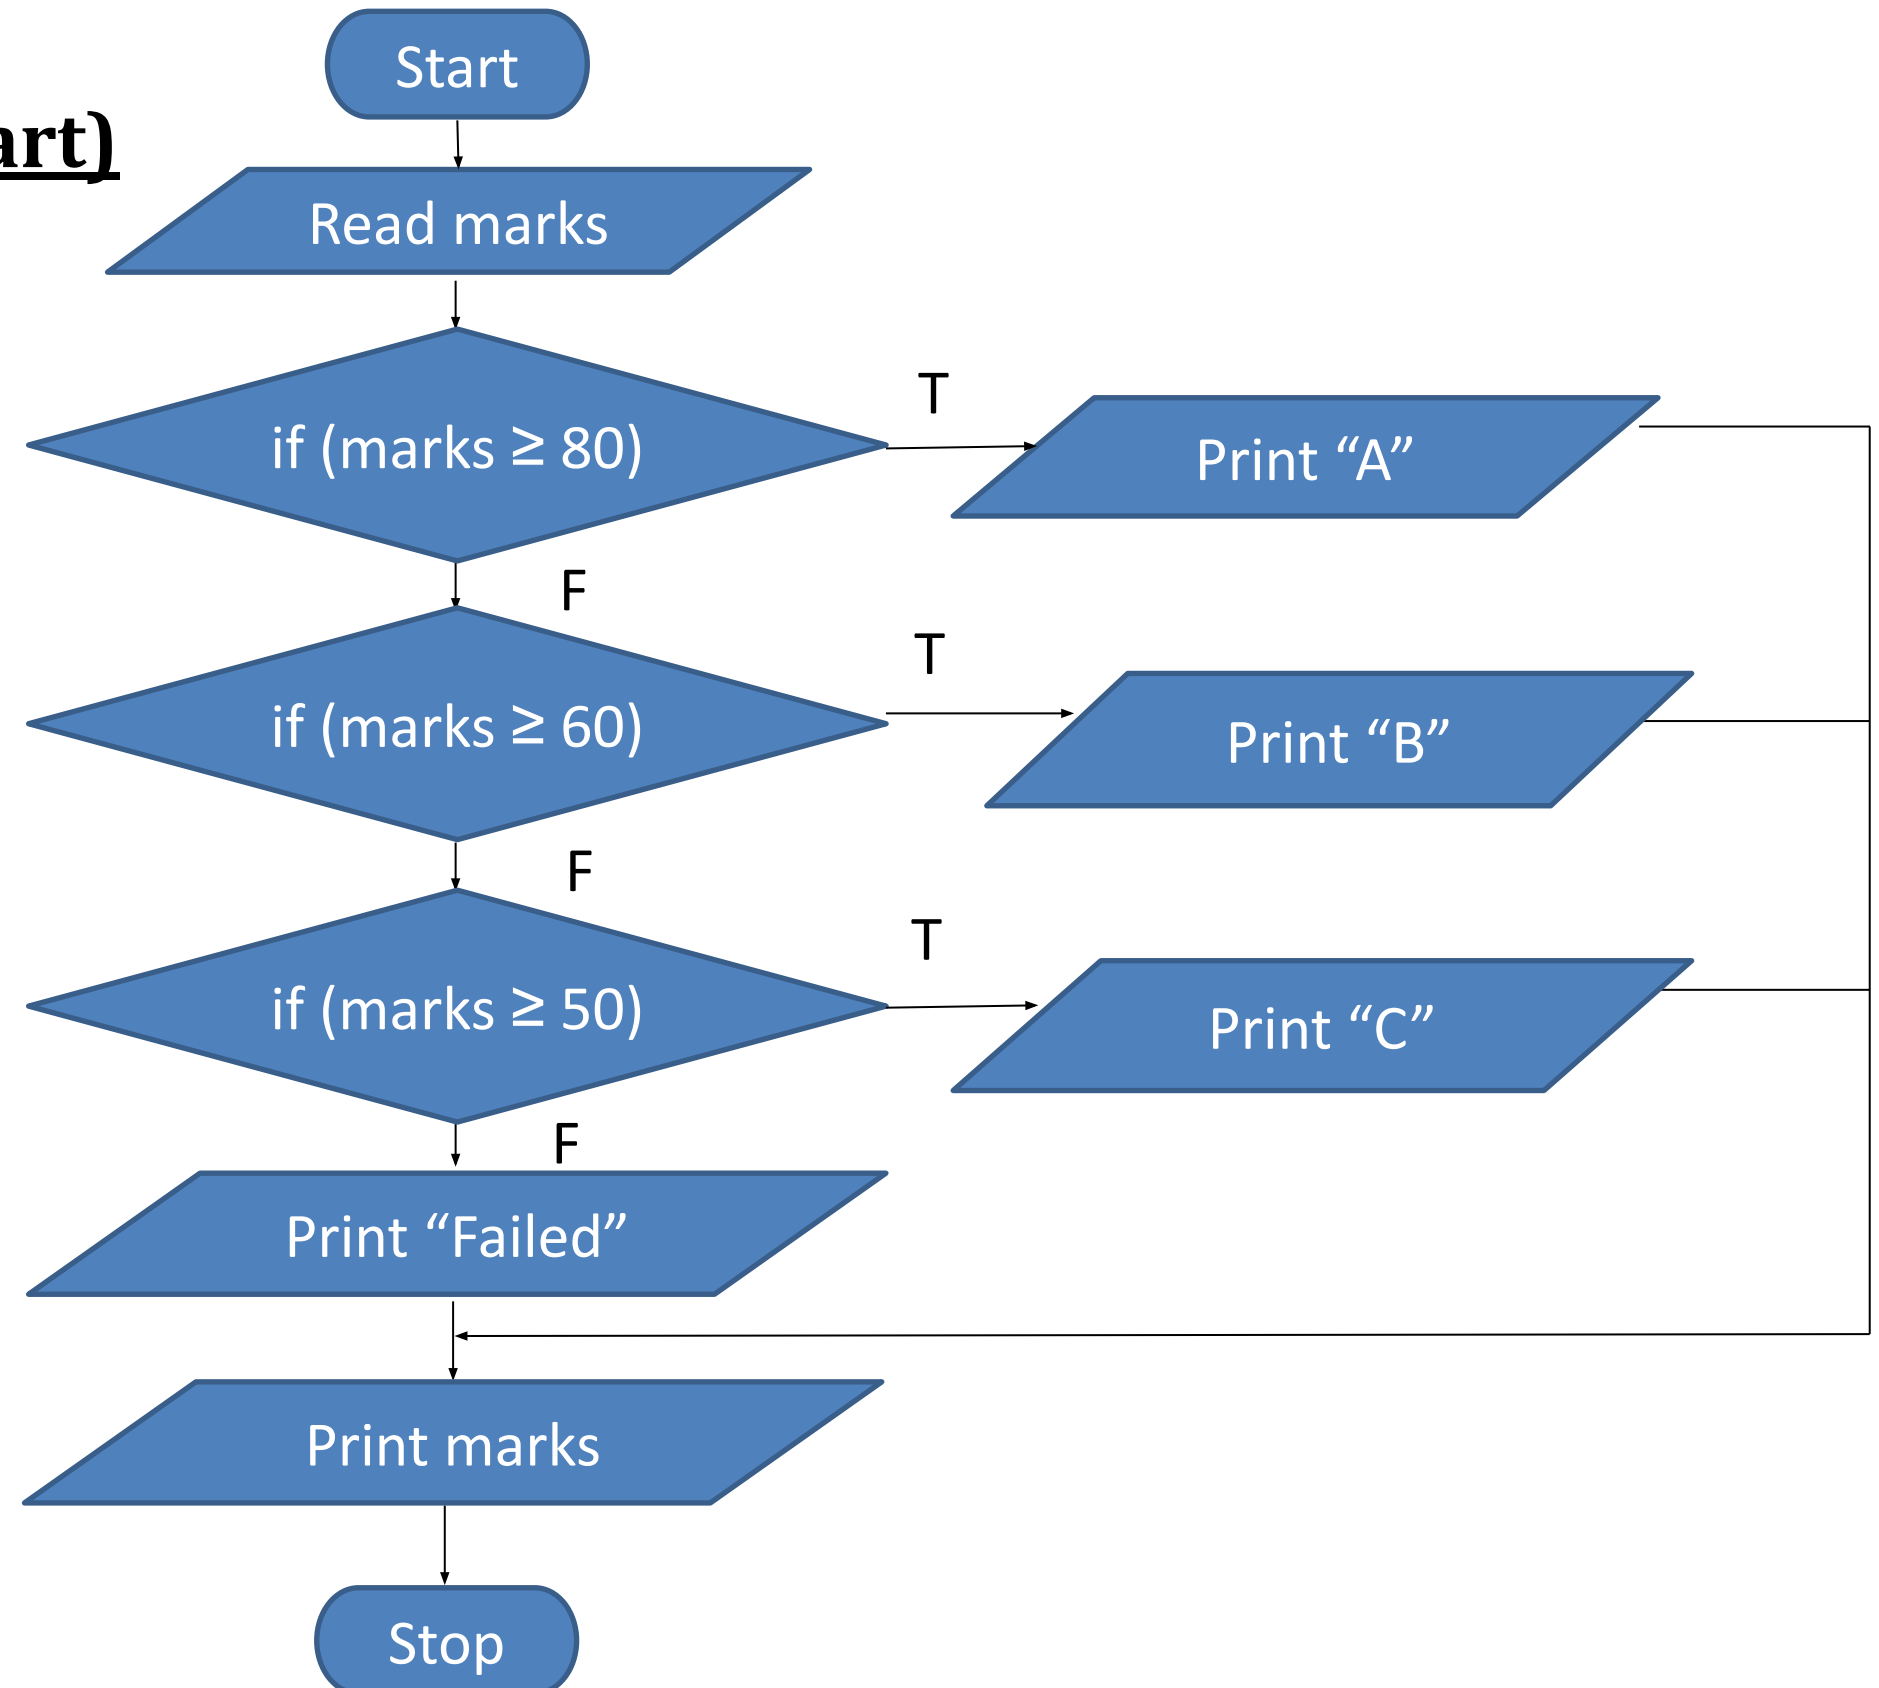 Start
art)
Read marks
T
if (marks ≥ 80)
Print “A”
F
T
if (marks ≥ 60)
Print “B”
F
T
if (marks ≥ 50)
Print “C”
F
Print “Failed”
Print marks
Stop